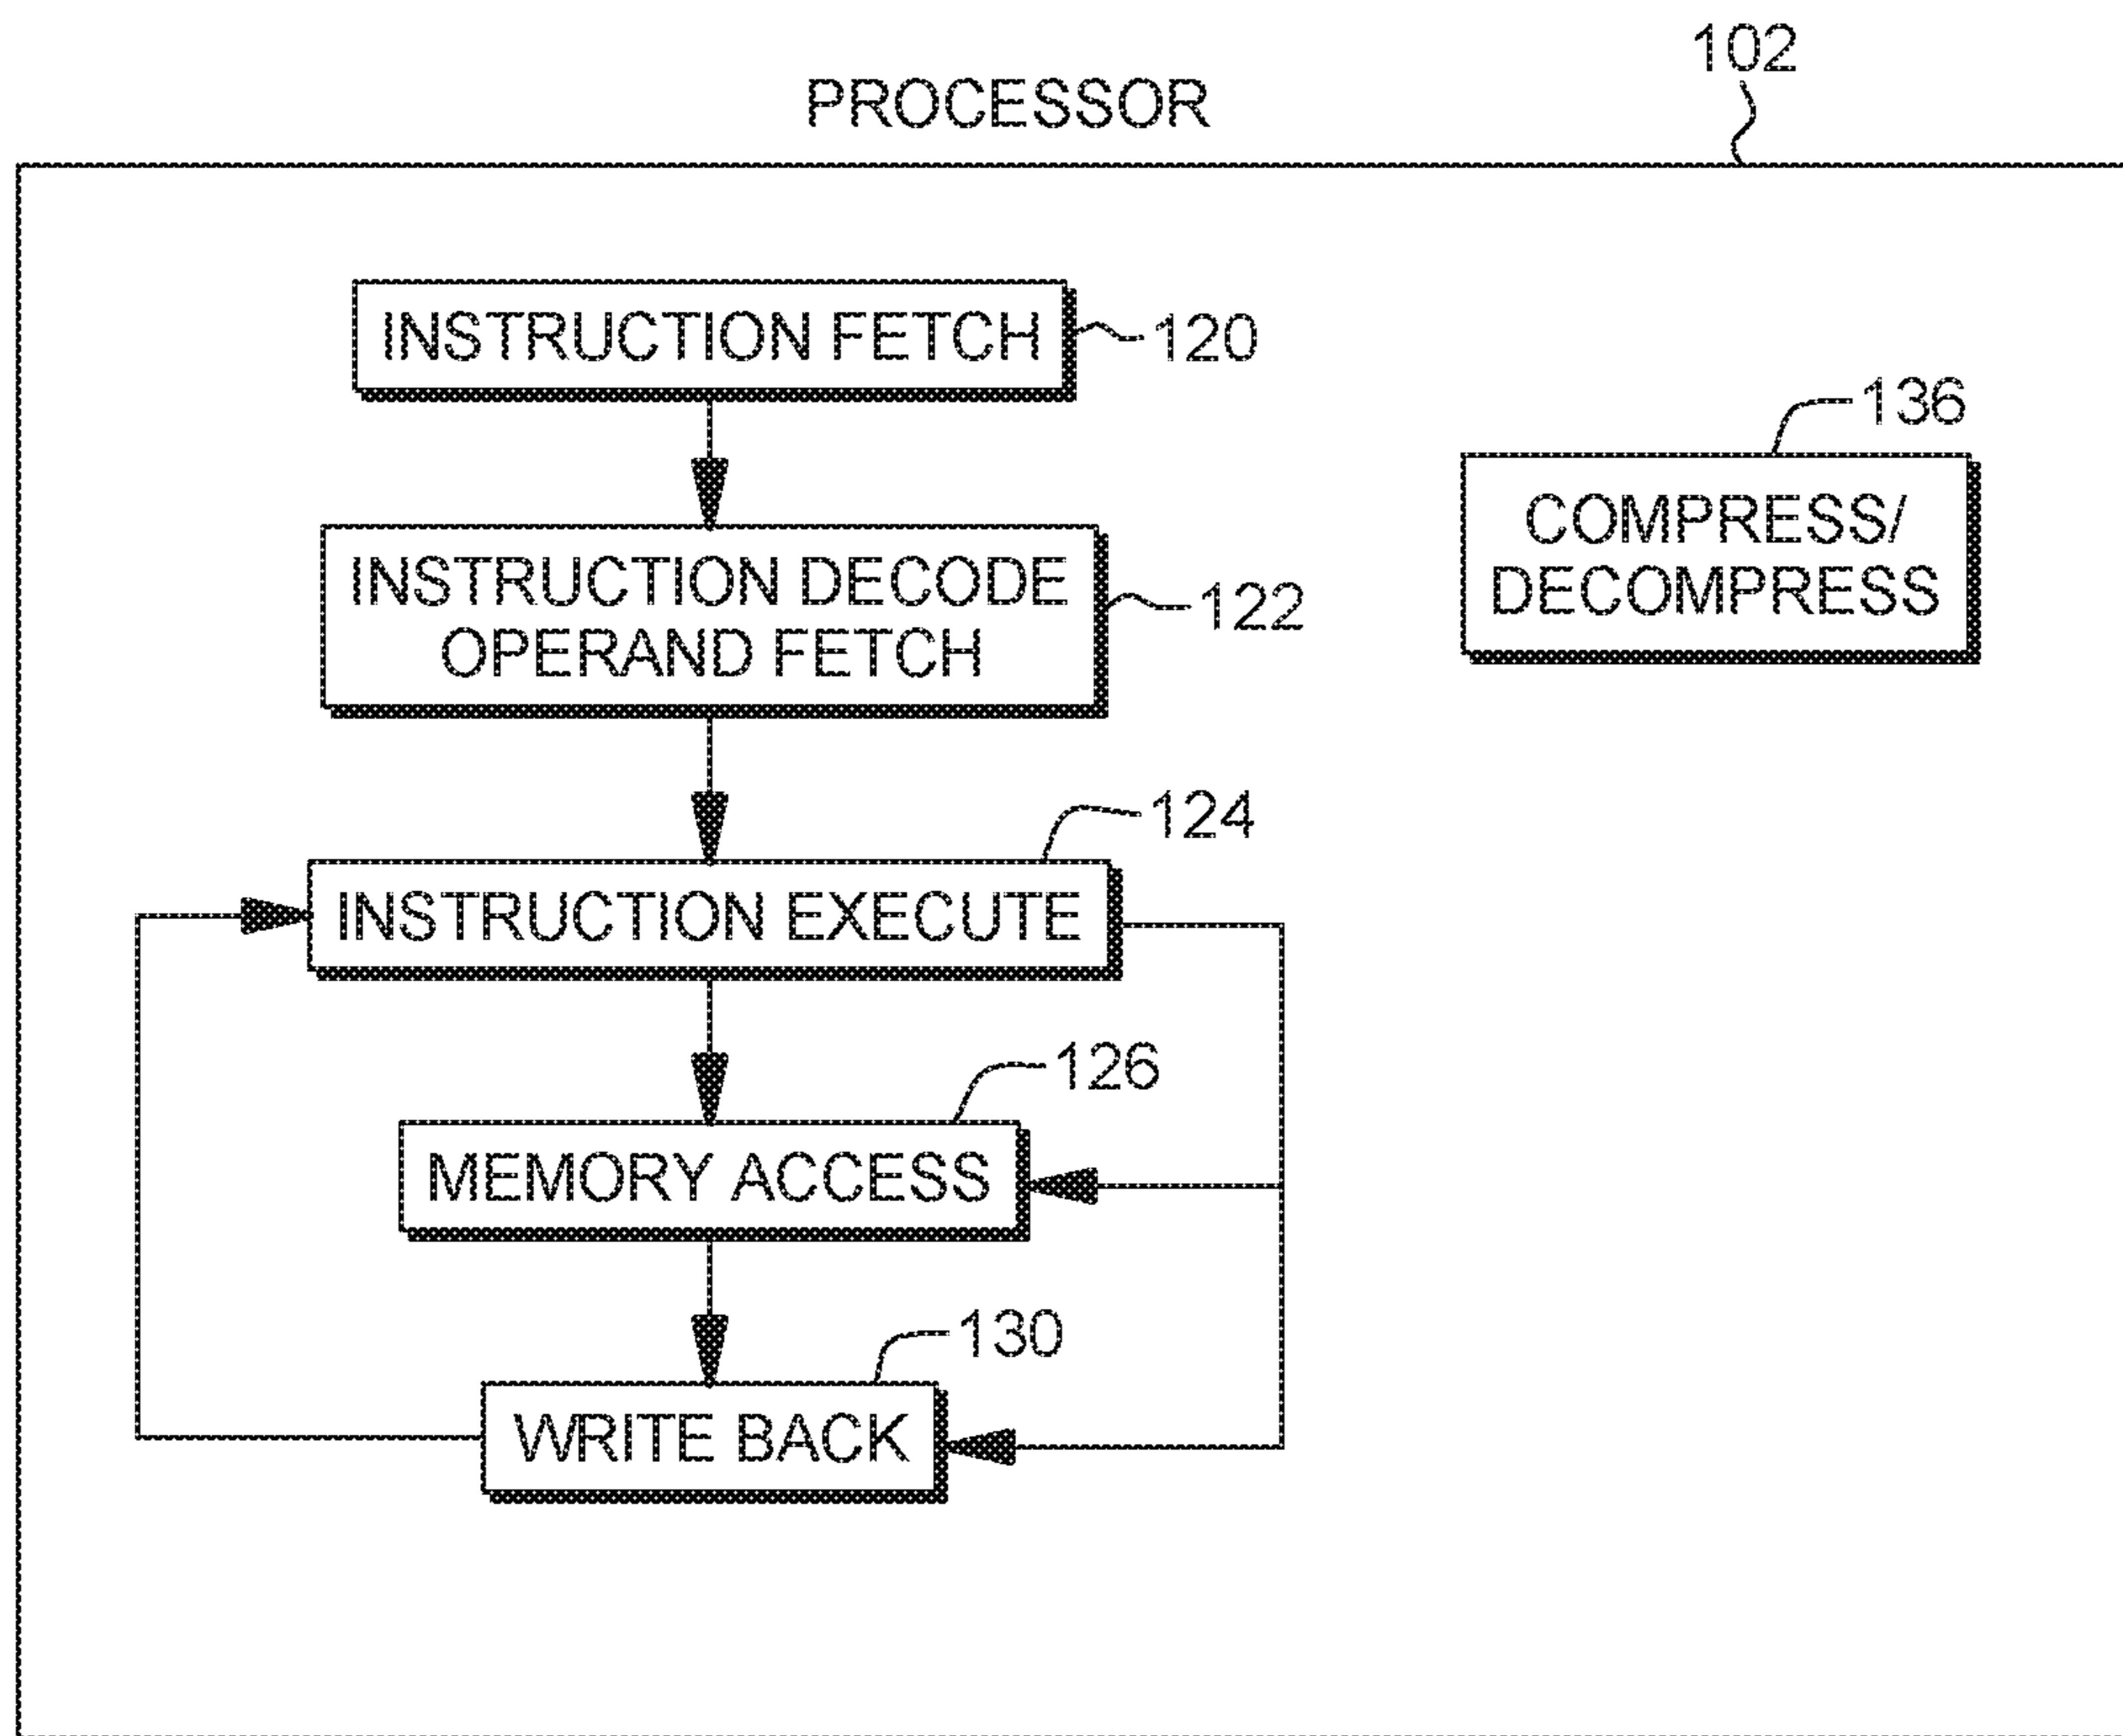 102
PROCESSOR
INSTRUCTION FETCH
120
136
COMPRESS/
DECOMPRESS
INSTRUCTION DECODE
OPERAND FETCH
122
124
INSTRUCTION EXECUTE
126
MEMORY ACCESS
130
WRITE BACK